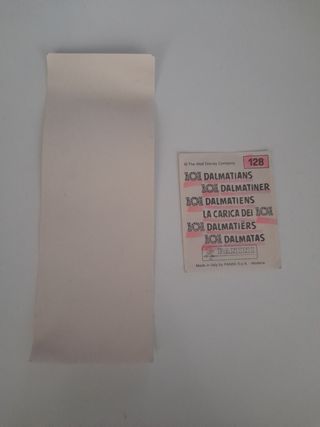 © The Walt Disney Company 128
101 DALMATIANS
101 DALMATINER
101 DALMATIENS
LA CARICA DEI 101
101 DALMATIËRS
101 DALMATAS
PANINI
Made in Italy by PANINI S.p.A. - Modena